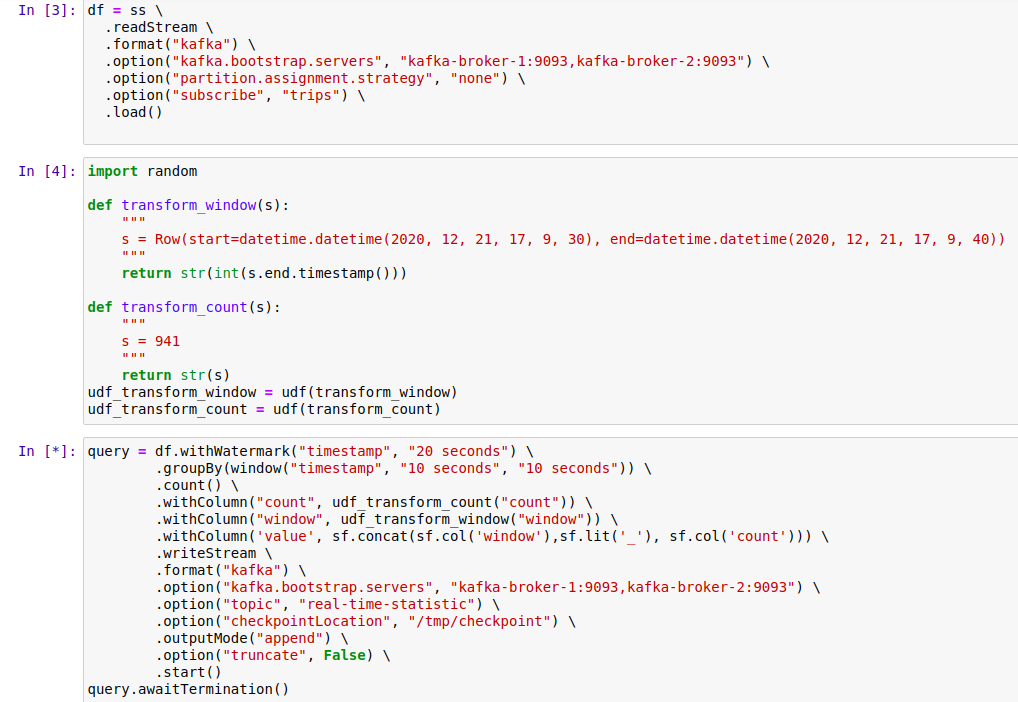 In [3]: df = ss \
  .readStream \
  .format("kafka") \
  .option("kafka.bootstrap.servers", "kafka-broker-1:9093,kafka-broker-2:9093") \
  .option("partition.assignment.strategy", "none") \
  .option("subscribe", "trips") \
  .load()
In [4]: import random
def transform_window(s):
    """
    s = Row(start=datetime.datetime(2020, 12, 21, 17, 9, 30), end=datetime.datetime(2020, 12, 21, 17, 9, 40))
    """
    return str(int(s.end.timestamp()))
def transform_count(s):
    """
    s = 941
    """
    return str(s)
udf_transform_window = udf(transform_window)
udf_transform_count = udf(transform_count)
In [*]: query = df.withWatermark("timestamp", "20 seconds") \
        .groupBy(window("timestamp", "10 seconds", "10 seconds")) \
        .count() \
        .withColumn("count", udf_transform_count("count")) \
        .withColumn("window", udf_transform_window("window")) \
        .withColumn('value', sf.concat(sf.col('window'),sf.lit('_'), sf.col('count'))) \
        .writeStream \
        .format("kafka") \
        .option("kafka.bootstrap.servers", "kafka-broker-1:9093,kafka-broker-2:9093") \
        .option("topic", "real-time-statistic") \
        .option("checkpointLocation", "/tmp/checkpoint") \
        .outputMode("append") \
        .option("truncate", False) \
        .start()
query.awaitTermination()